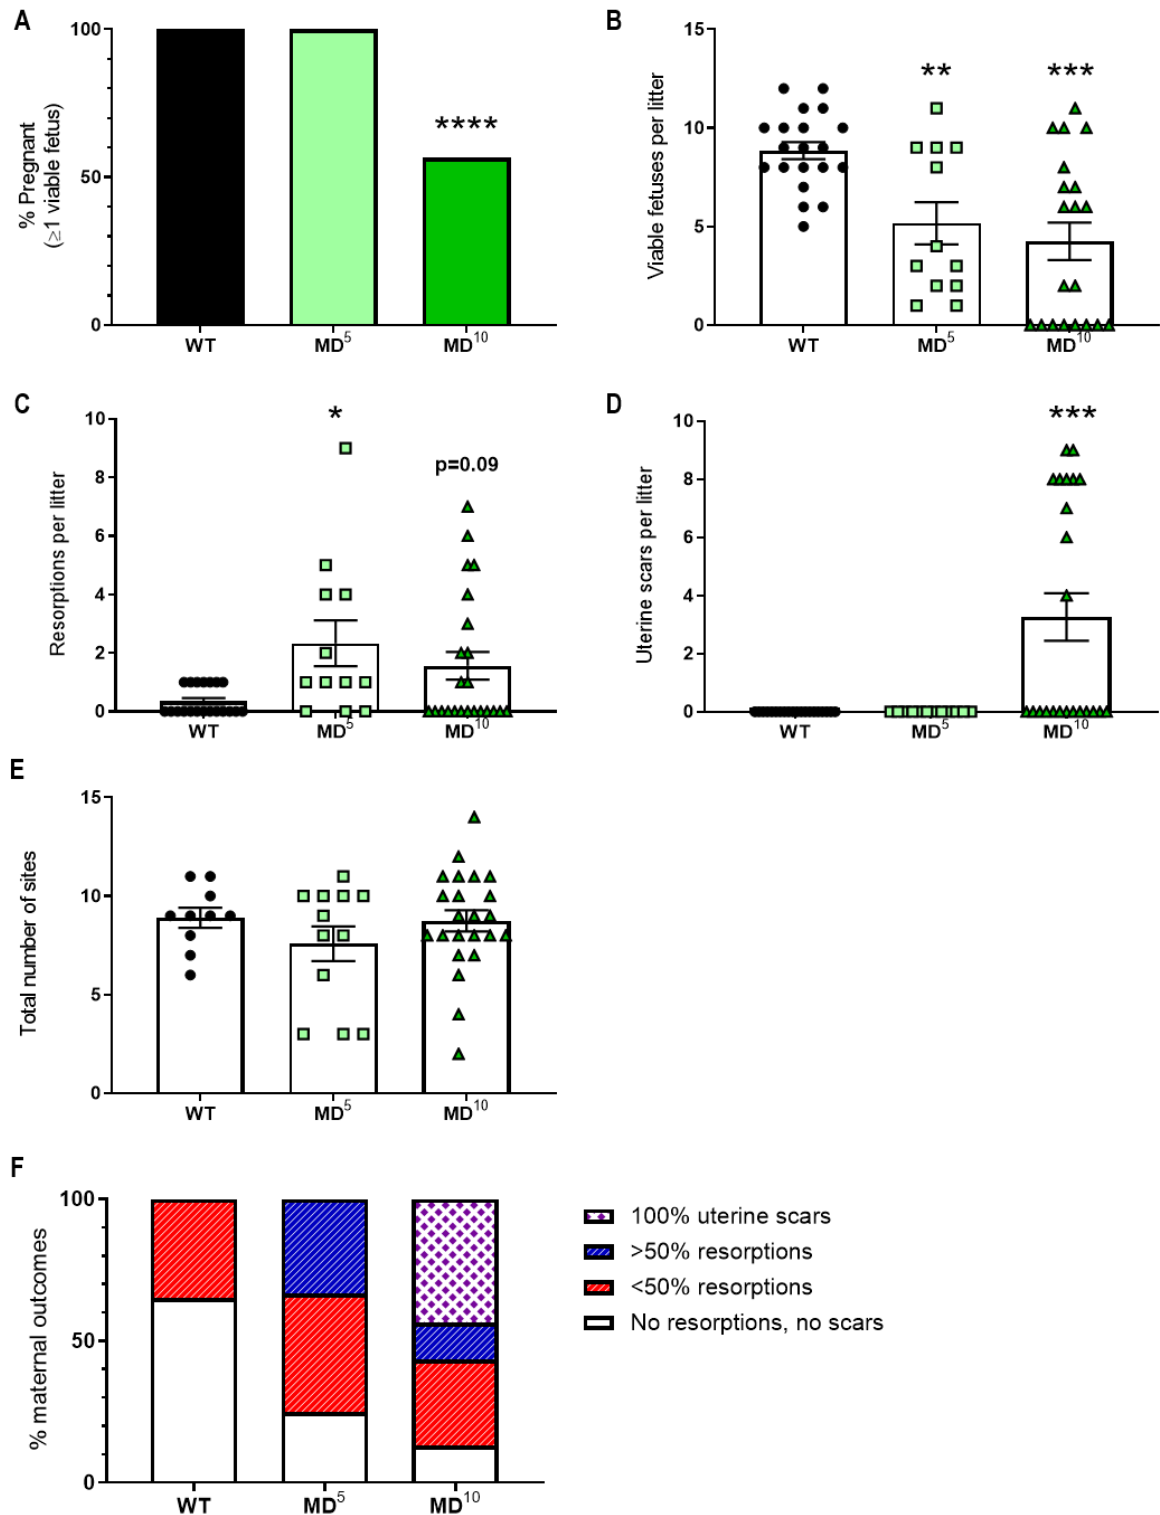 A
% Pregnant
(≥1 viable fetus)
100
50
0
****
WT
MD⁵
MD¹⁰
B
Viable fetuses per litter
15
10
5
0
**
***
WT
MD⁵
MD¹⁰
C
Resorptions per litter
10
8
6
4
2
0
*
p=0.09
WT
MD⁵
MD¹⁰
D
Uterine scars per litter
10
8
6
4
2
0
***
WT
MD⁵
MD¹⁰
E
Total number of sites
15
10
5
0
WT
MD⁵
MD¹⁰
F
% maternal outcomes
100
50
0
WT
MD⁵
MD¹⁰
100% uterine scars
>50% resorptions
<50% resorptions
No resorptions, no scars